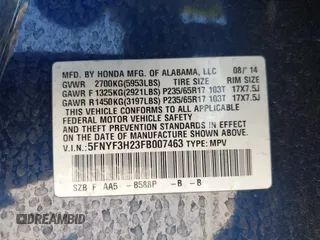 MFD. BY HONDA MFG. OF ALABAMA, LLC 08/14
GVWR 2700KG(5953LBS) TIRE SIZE RIM SIZE
GAWR F 1325KG(2921LBS) P235/65R17 103T 17X7.5J
GAWR R1450KG(3197LBS) P235/65R17 103T 17X7.5J
THIS VEHICLE CONFORMS TO ALL APPLICABLE
FEDERAL MOTOR VEHICLE SAFETY AND
THEFT PREVENTION STANDARDS IN EFFECT ON
THE DATE OF MANUFACTURE SHOWN ABOVE.
V.I.N: 5FNYF3H23FB007463 TYPE: MPV
SZB F AA5 B588P -B -B
DRIVE AND BID